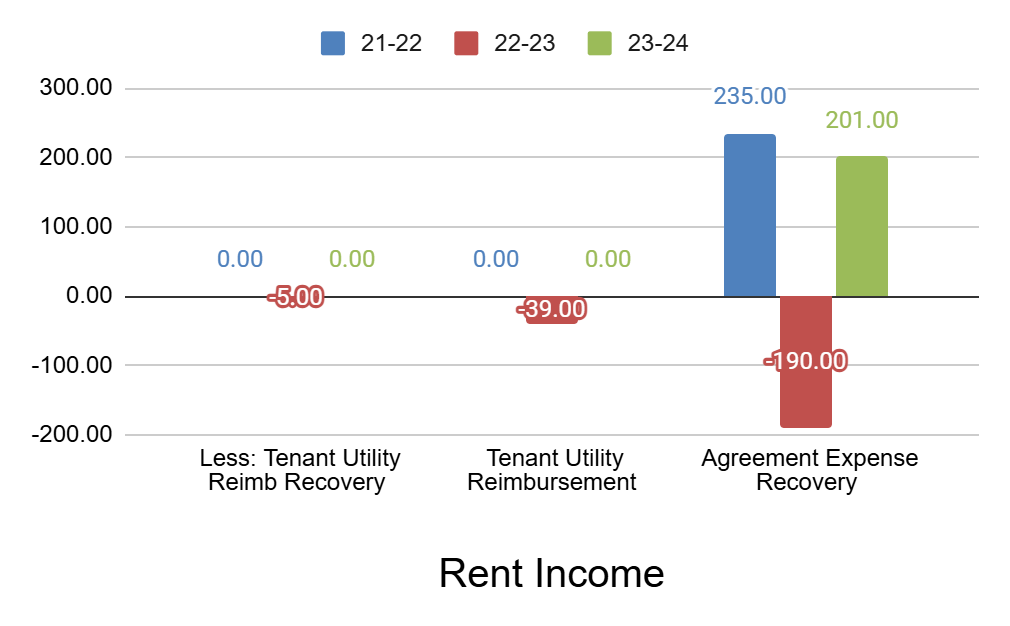 21-22 22-23 23-24
300.00
200.00
100.00
0.00
-100.00
-200.00
235.00
201.00
0.00 0.00 0.00 0.00
-5.00
-39.00
-190.00
Less: Tenant Utility
Reimb Recovery
Tenant Utility
Reimbursement
Agreement Expense
Recovery
Rent Income